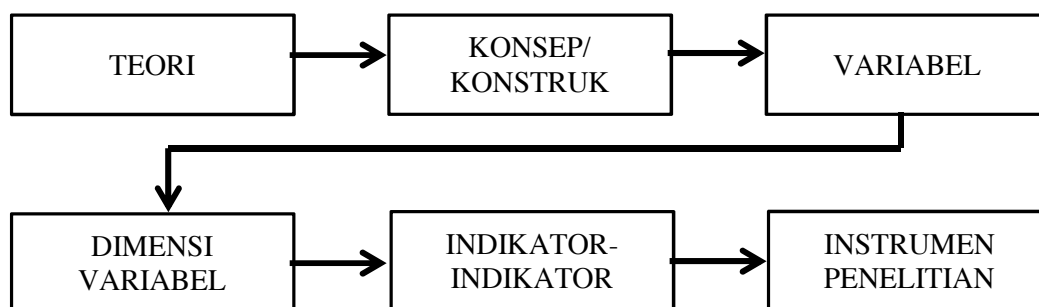 TEORI
KONSEP/
KONSTRUK
VARIABEL
DIMENSI
VARIABEL
INDIKATOR-
INDIKATOR
INSTRUMEN
PENELITIAN